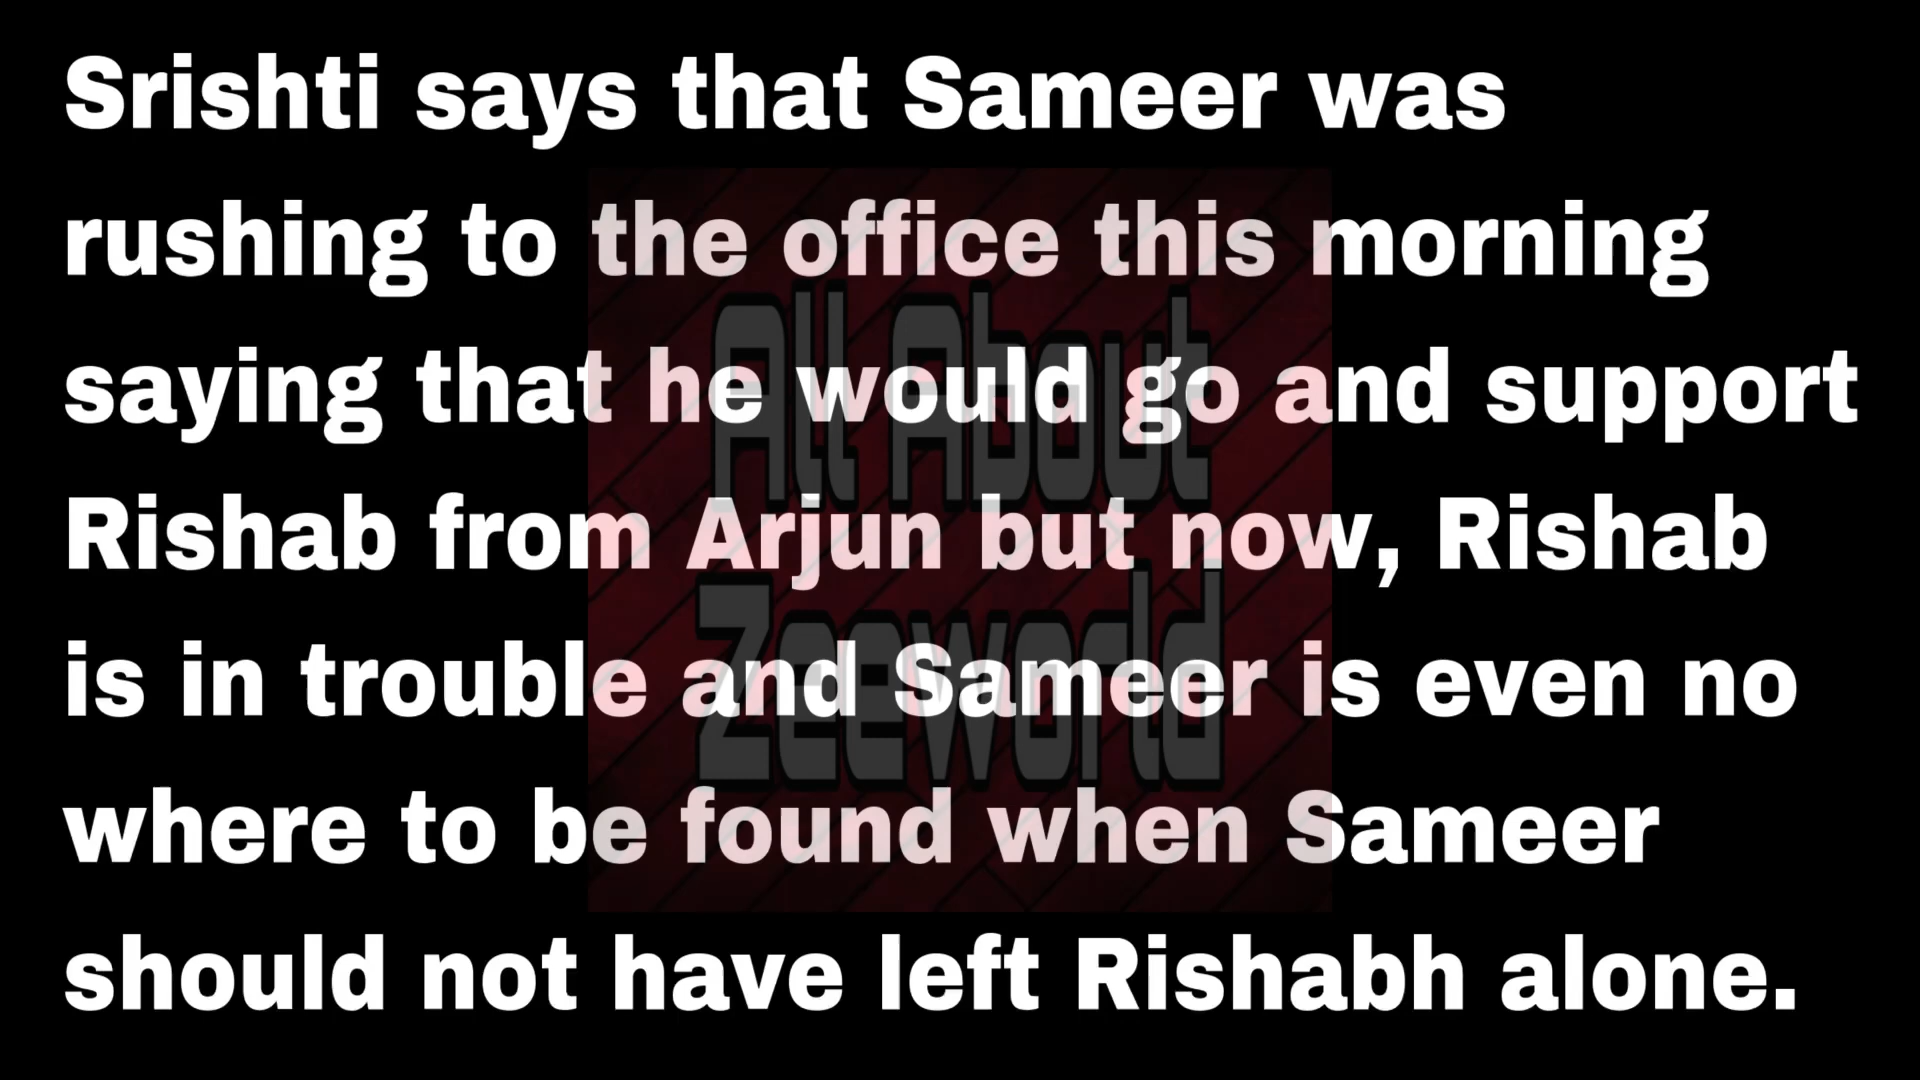 Srishti says that Sameer was
rushing to the office this morning
saying that he would go and support
Rishab from Arjun but now, Rishab
is in trouble and Sameer is even no
where to be found when Sameer
should not have left Rishabh alone.
All About
Zeeworld